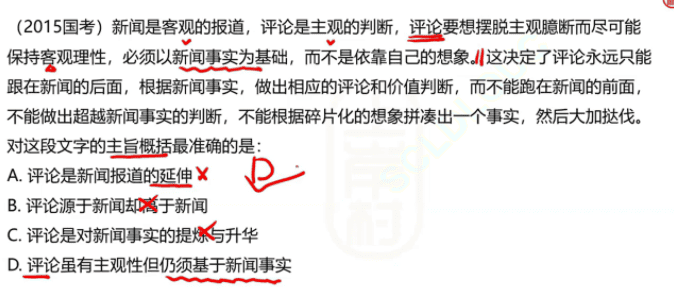 （2015国考）新闻是客观的报道，评论是主观的判断，评论要想摆脱主观臆断而尽可能
保持客观理性，必须以新闻事实为基础，而不是依靠自己的想象。这决定了评论永远只能
跟在新闻的后面，根据新闻事实，做出相应的评论和价值判断，而不能跑在新闻的前面，
不能做出超越新闻事实的判断，不能根据碎片化的想象拼凑出一个事实，然后大加挞伐。
对这段文字的主旨概括最准确的是：
A. 评论是新闻报道的延伸
D
B. 评论源于新闻却高于新闻
C. 评论是对新闻事实的提炼与升华
D. 评论虽有主观性但仍须基于新闻事实